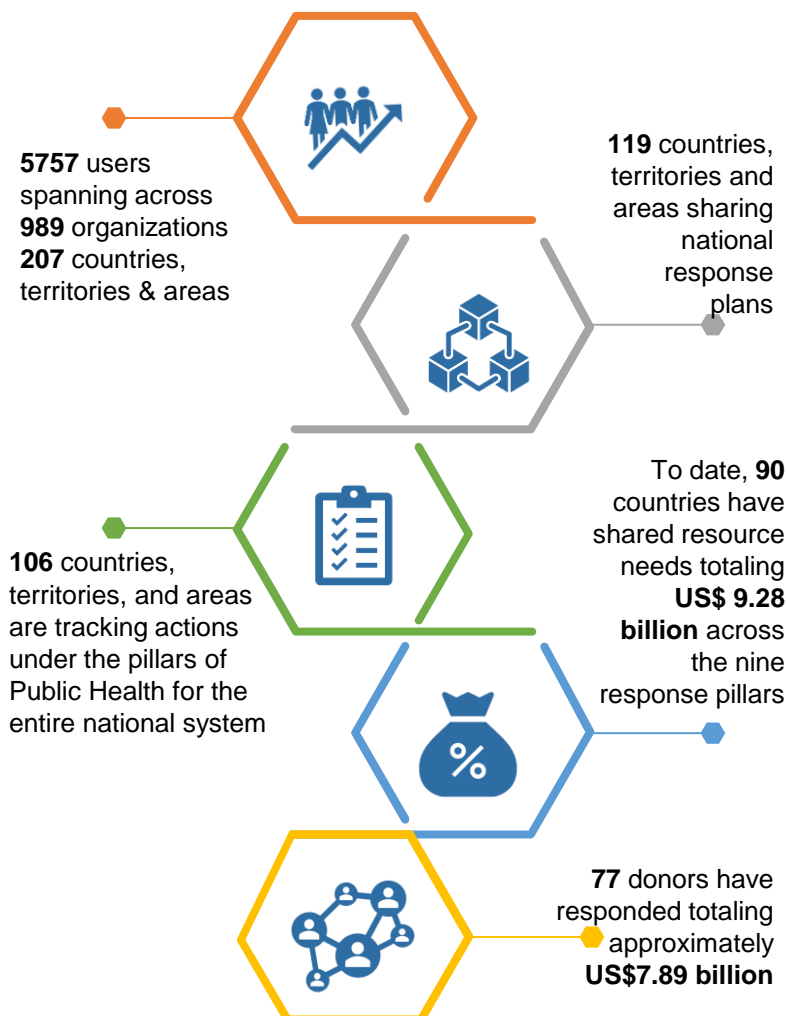 5757 users
spanning across
989 organizations
207 countries,
territories & areas
119 countries,
territories and
areas sharing
national
response
plans
106 countries,
territories, and areas
are tracking actions
under the pillars of
Public Health for the
entire national system
To date, 90
countries have
shared resource
needs totaling
US$ 9.28
billion across
the nine
response pillars
%
77 donors have
responded totaling
approximately
US$7.89 billion